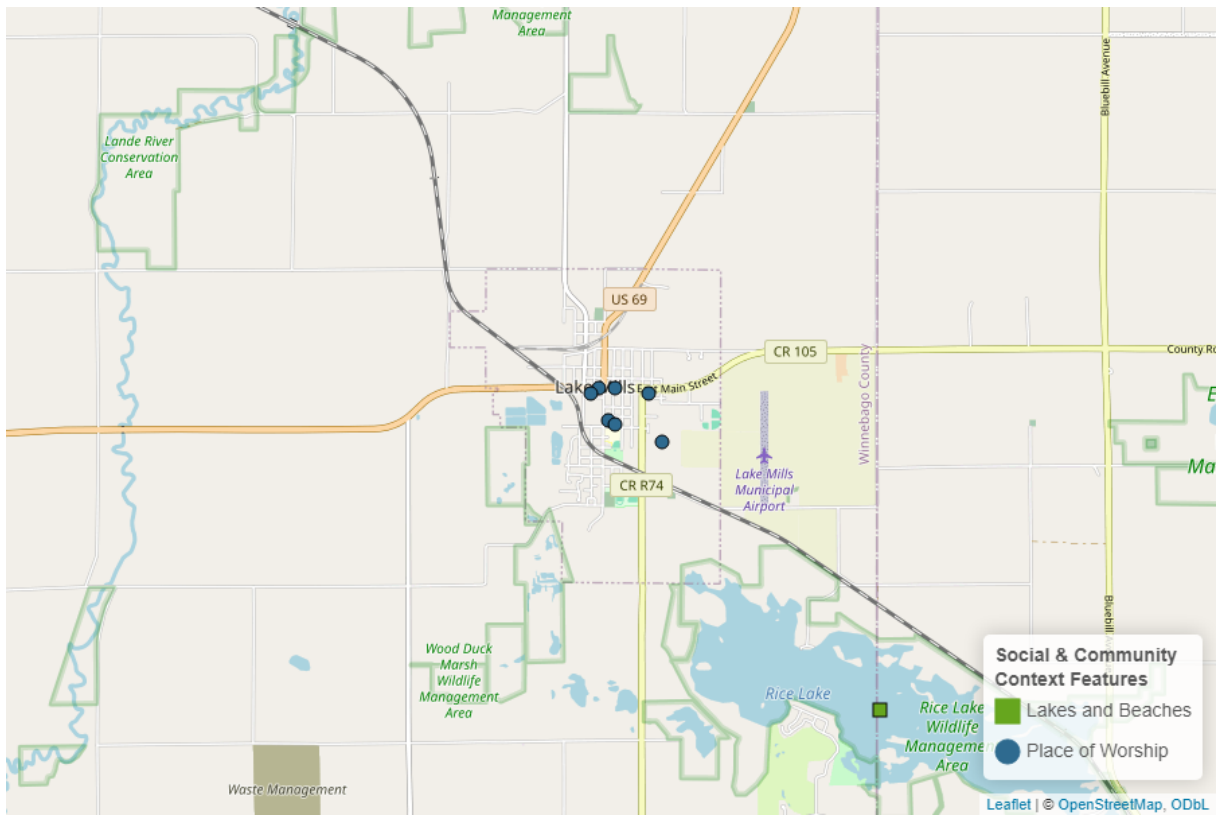 Management
Area
Bluebill Avenue
Lande River
Conservation
Area
US 69
CR 105
County Ro
Winnebago County
East Main Street
Lake Mills
E
Ma
CR R74
Lake Mills
Municipal
Airport
Bluebill
Wood Duck
Marsh
Wildlife
Management
Area
Rice Lake
Rice Lake
Wildlife
Management
Area
Waste Management
Social & Community
Context Features
Lakes and Beaches
Place of Worship
Leaflet | © OpenStreetMap, ODbL